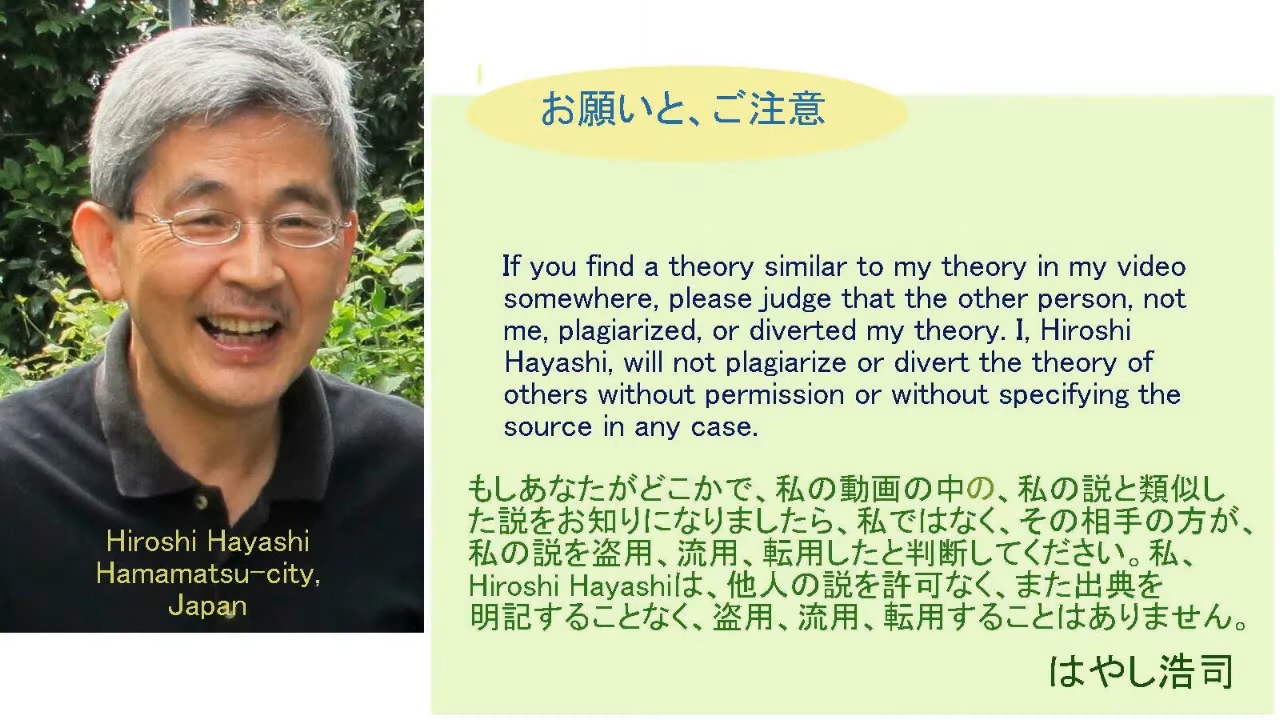 Hiroshi Hayashi
Hamamatsu-city,
Japan
お願いと、ご注意
If you find a theory similar to my theory in my video
somewhere, please judge that the other person, not
me, plagiarized, or diverted my theory. I, Hiroshi
Hayashi, will not plagiarize or divert the theory of
others without permission or without specifying the
source in any case.
もしあなたがどこかで、私の動画の中の、私の説と類似し
た説をお知りになりましたら、私ではなく、その相手の方が、
私の説を盗用、流用、転用したと判断してください。私、
Hiroshi Hayashiは、他人の説を許可なく、また出典を
明記することなく、盗用、流用、転用することはありません。
はやし浩司